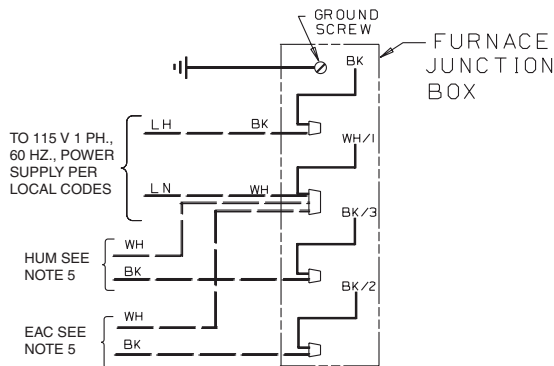 GROUND
SCREW
BK
FURNACE
JUNCTION
BOX
LH BK
TO 115 V 1 PH.,
60 HZ., POWER
SUPPLY PER
LOCAL CODES
WH/1
LN WH
BK/3
WH
HUM SEE
NOTE 5
BK
BK/2
WH
EAC SEE
NOTE 5
BK